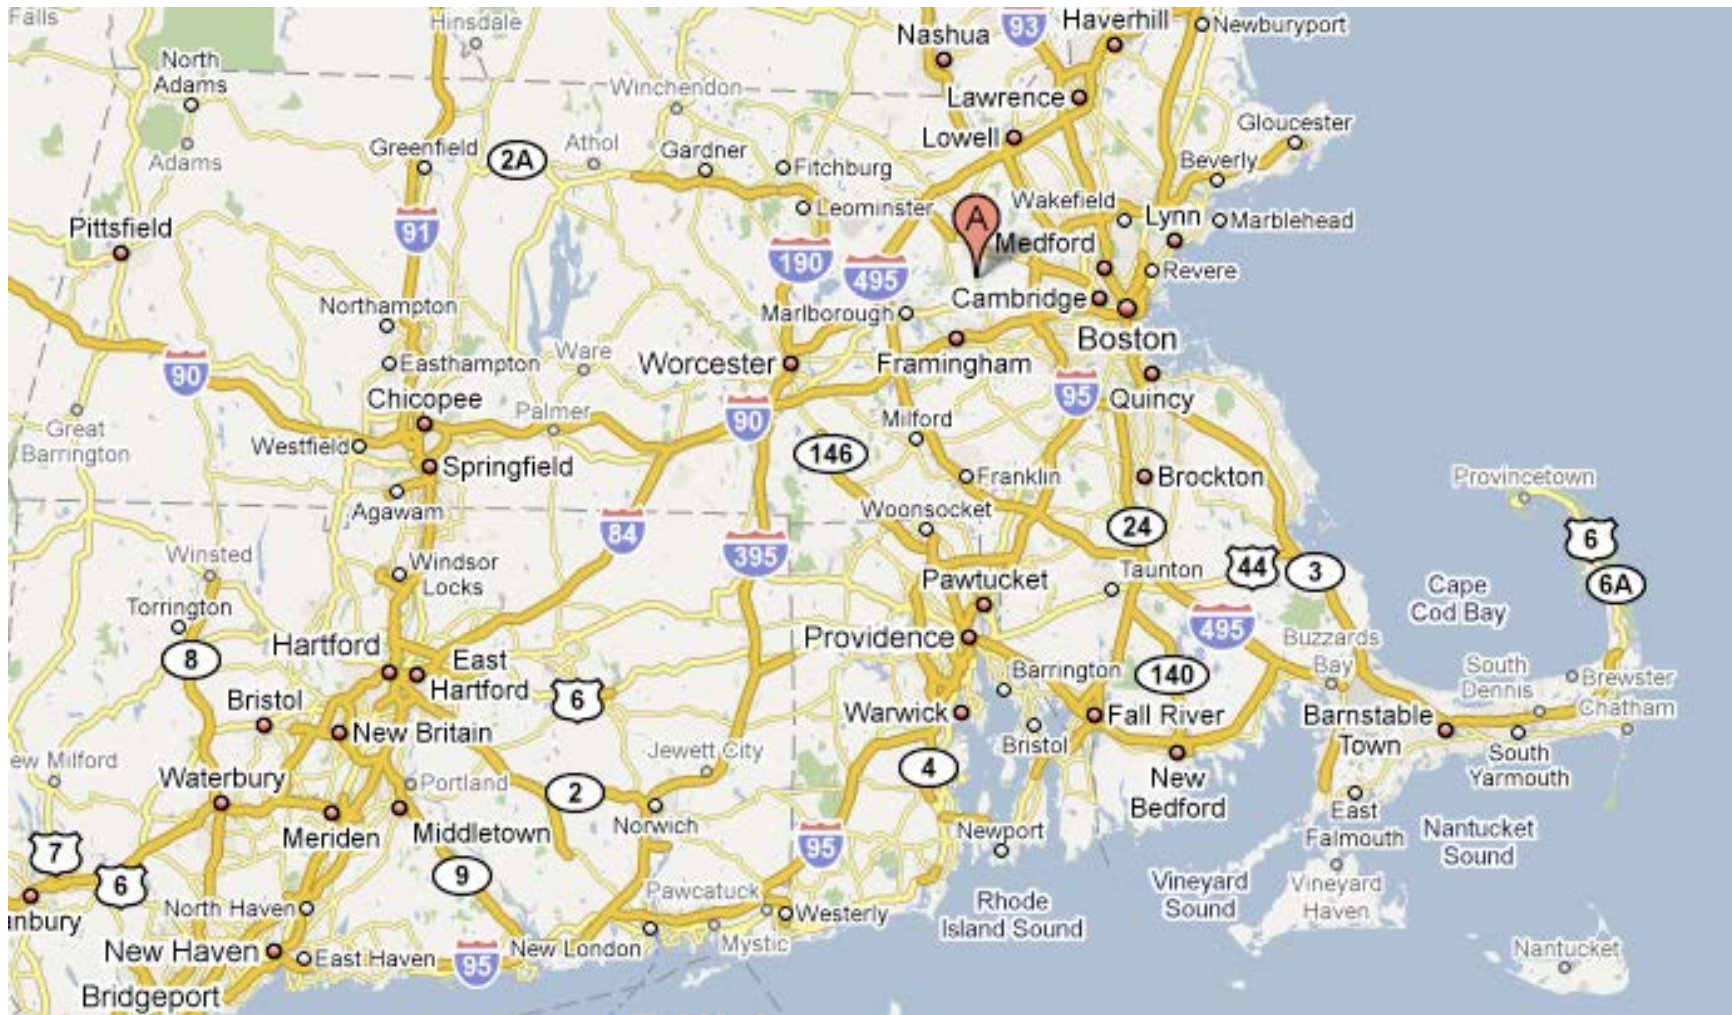 Falls
Hinsdale
93
Haverhill
Newburyport
Nashua
North
Adams
Winchendon
Lawrence
Gloucester
Lowell
Adams
Greenfield
2A
Athol
Gardner
Fitchburg
Beverly
Leominster
Wakefield
Lynn
Marblehead
A
Pittsfield
91
Medford
190
495
Revere
Northampton
Marlborough
Cambridge
Boston
Easthampton
Ware
Worcester
Framingham
90
Chicopee
Palmer
90
95
Quincy
Great
Barrington
Westfield
Milford
146
Springfield
Franklin
Brockton
Provincetown
Agawam
Woonsocket
84
395
24
6
Winsted
Windsor
Locks
Pawtucket
Taunton
44
3
6A
Cape
Cod Bay
Torrington
Providence
495
Hartford
8
East
Hartford
6
Barrington
140
Buzzards
Bay
South
Dennis
Brewster
Chatham
Bristol
New Britain
Warwick
Bristol
Fall River
Barnstable
Town
South
Yarmouth
ew Milford
Jewett City
4
Waterbury
Portland
2
New
Bedford
Meriden
Middletown
Norwich
Newport
East
Falmouth
Nantucket
Sound
7
6
9
95
Pawcatuck
Vineyard
Sound
Vineyard
Haven
anbury
North Haven
Westerly
Rhode
Island Sound
New Haven
East Haven
95
New London
Mystic
Nantucket
Bridgeport